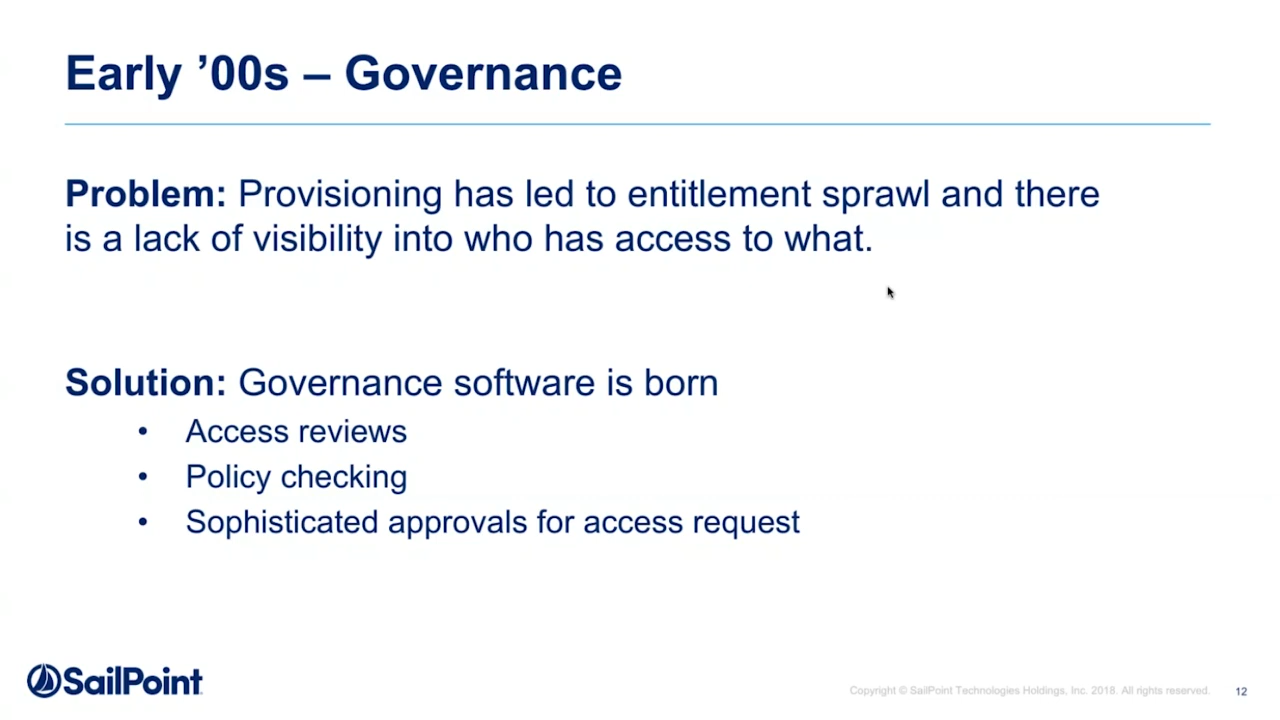 Early ’00s – Governance
Problem: Provisioning has led to entitlement sprawl and there
is a lack of visibility into who has access to what.
Solution: Governance software is born
• Access reviews
• Policy checking
• Sophisticated approvals for access request
SailPoint
Copyright © SailPoint Technologies Holdings, Inc. 2018. All rights reserved.
12